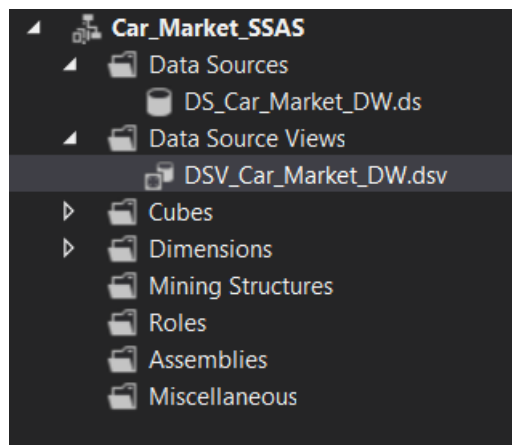 Car_Market_SSAS
Data Sources
DS_Car_Market_DW.ds
Data Source Views
DSV_Car_Market_DW.dsv
Cubes
Dimensions
Mining Structures
Roles
Assemblies
Miscellaneous